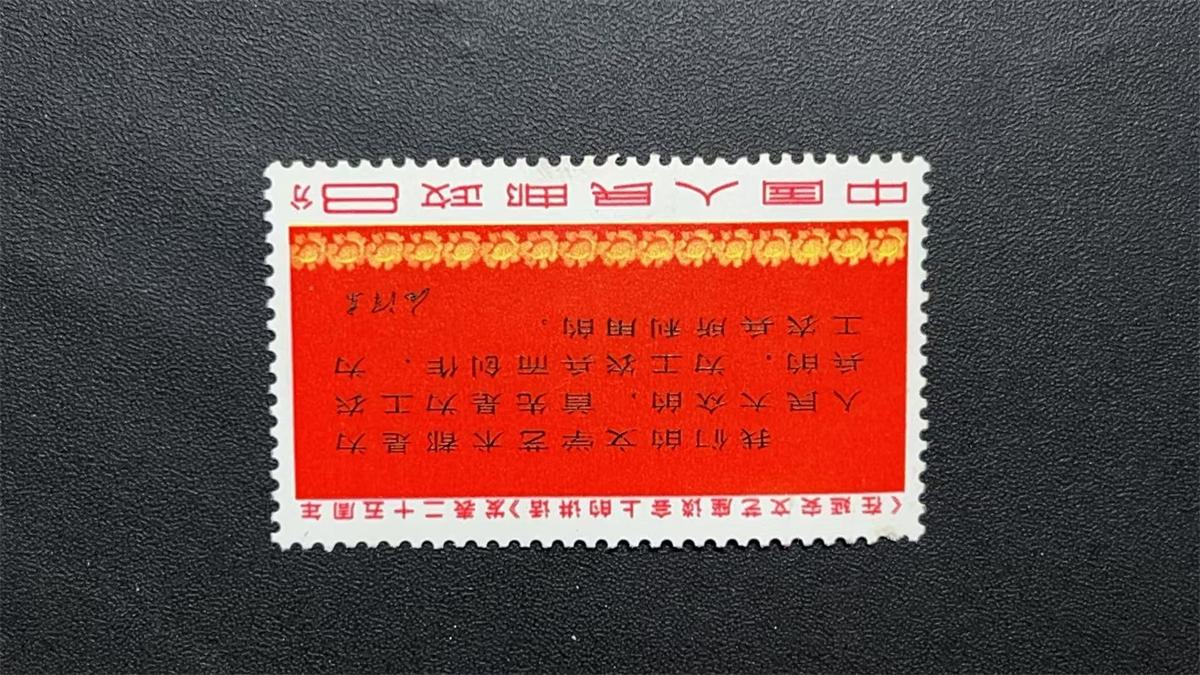 《在延安文艺座谈会上的讲话》发表二十五周年
我们的文学艺术都是为
人民大众的，首先是为工农
兵的，为工农兵而创作，为
工农兵所利用的。
毛泽东
中国人民邮政 8分